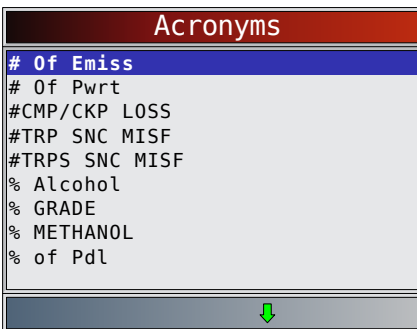 Acronyms
# Of Emiss
# Of Pwrt
#CMP/CKP LOSS
#TRP SNC MISF
#TRPS SNC MISF
% Alcohol
% GRADE
% METHANOL
% of Pdl